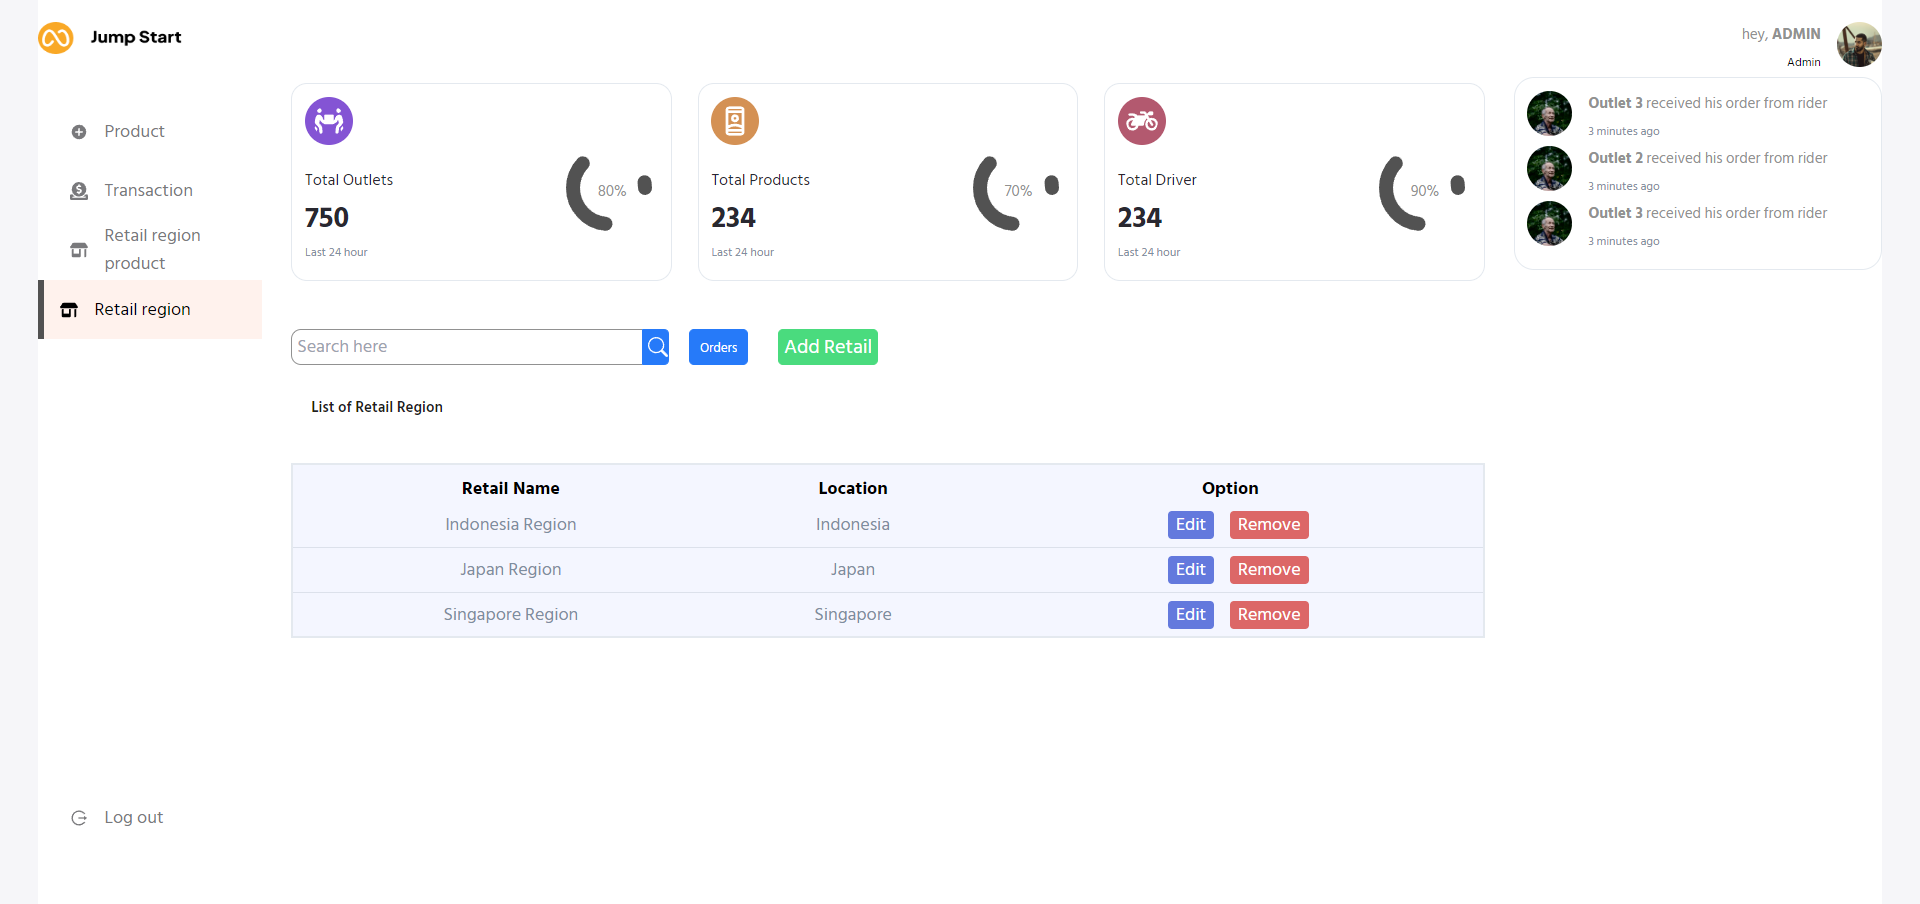 Jump Start
hey, ADMIN
Admin
Product
Transaction
Retail region
product
Retail region
Log out
Total Outlets
750
Last 24 hour
80%
Total Products
234
Last 24 hour
70%
Total Driver
234
Last 24 hour
90%
Outlet 3 received his order from rider
3 minutes ago
Outlet 2 received his order from rider
3 minutes ago
Outlet 3 received his order from rider
3 minutes ago
Search here
Orders
Add Retail
List of Retail Region
Retail Name Location Option
Indonesia Region Indonesia Edit Remove
Japan Region Japan Edit Remove
Singapore Region Singapore Edit Remove